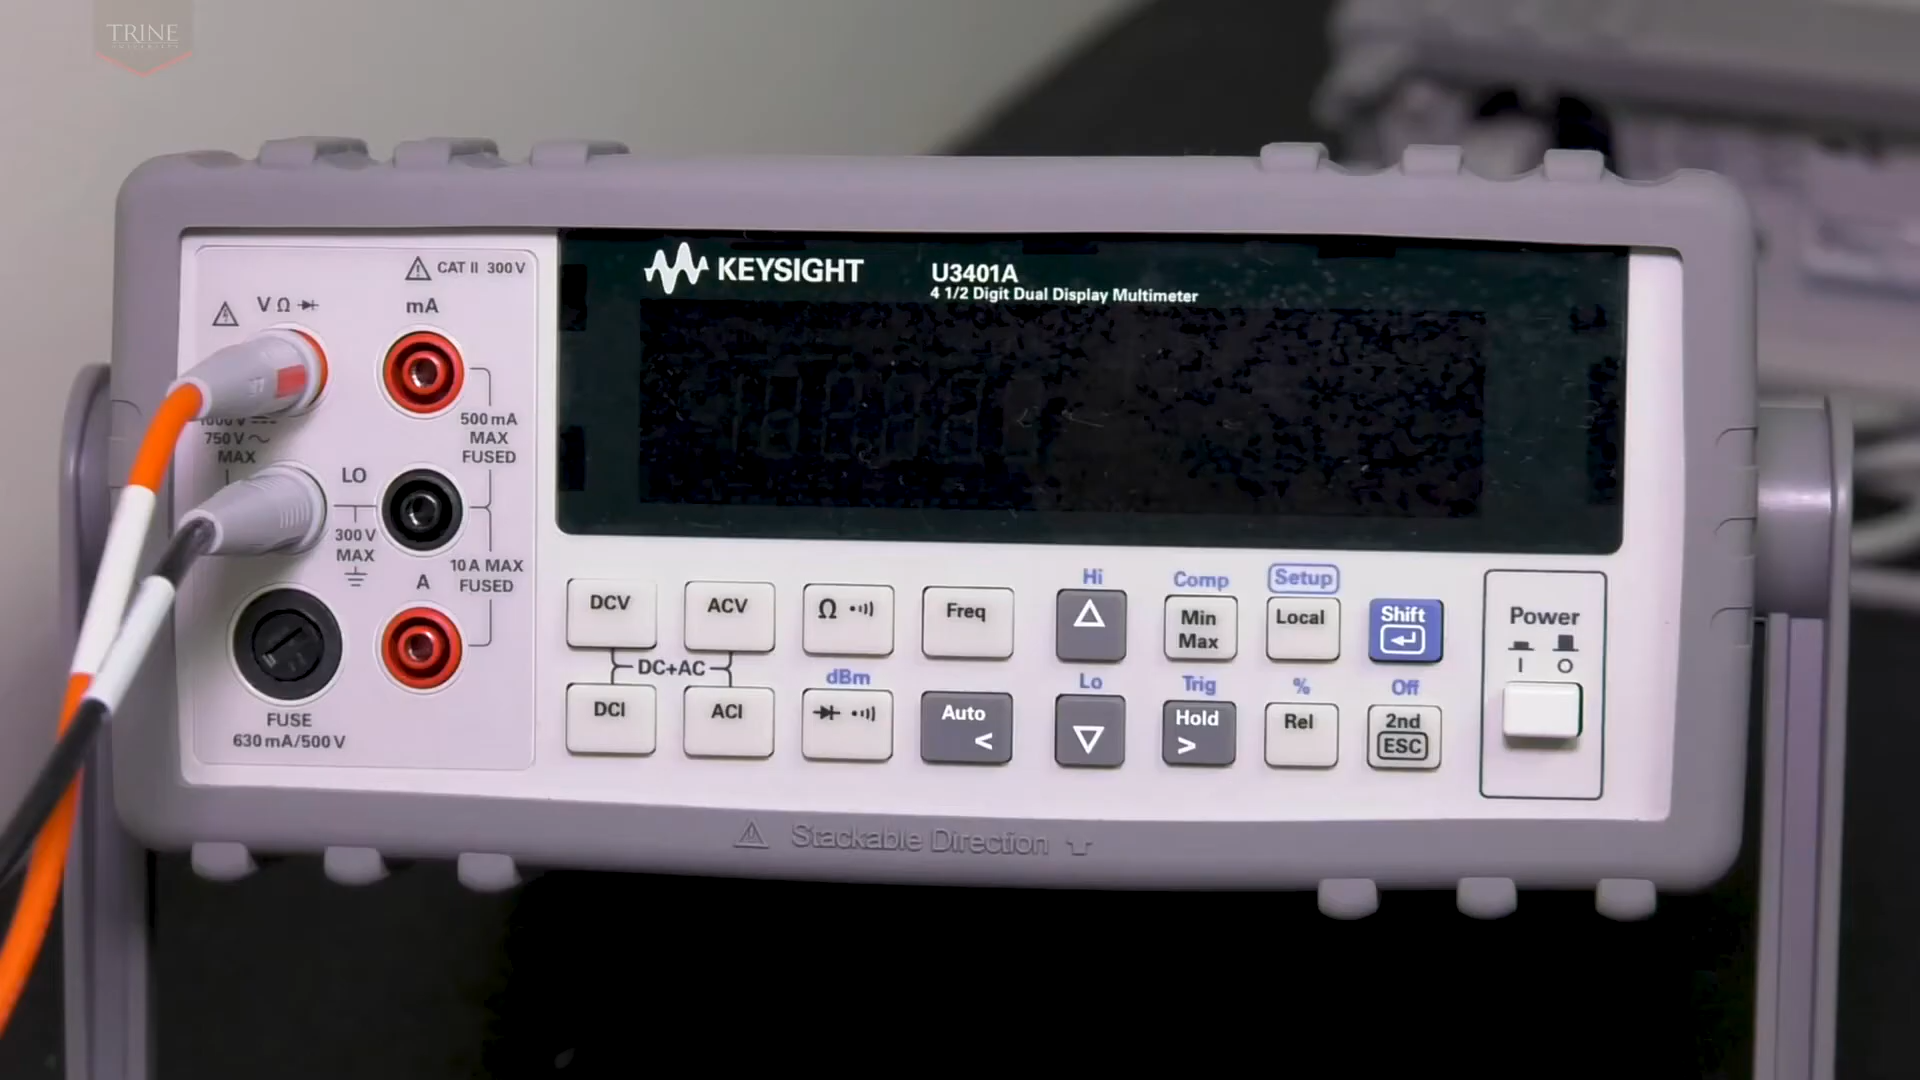 TRINE
KEYSIGHT
U3401A
4 1/2 Digit Dual Display Multimeter
CAT II 300 V
V Ω
mA
1000 V
750 V
MAX
500 mA
MAX
FUSED
LO
300 V
MAX
10 A MAX
FUSED
A
FUSE
630 mA/500 V
DCV
ACV
Ω
Freq
Hi
Comp
Min
Max
Setup
Local
Shift
Power
I O
DC+AC
dBm
Lo
Trig
%
Off
DCI
ACI
Auto
<
Hold
>
Rel
2nd
ESC
Stackable Direction